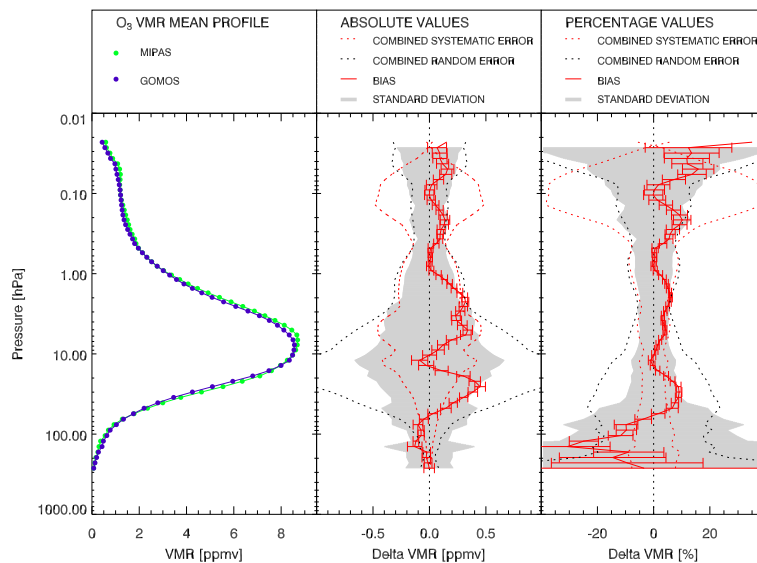 O₃ VMR MEAN PROFILE
MIPAS
GOMOS
ABSOLUTE VALUES
COMBINED SYSTEMATIC ERROR
COMBINED RANDOM ERROR
BIAS
STANDARD DEVIATION
PERCENTAGE VALUES
COMBINED SYSTEMATIC ERROR
COMBINED RANDOM ERROR
BIAS
STANDARD DEVIATION
Pressure [hPa]
0.01
0.10
1.00
10.00
100.00
1000.00
0 2 4 6 8
VMR [ppmv]
-0.5 0.0 0.5
Delta VMR [ppmv]
-20 0 20
Delta VMR [%]